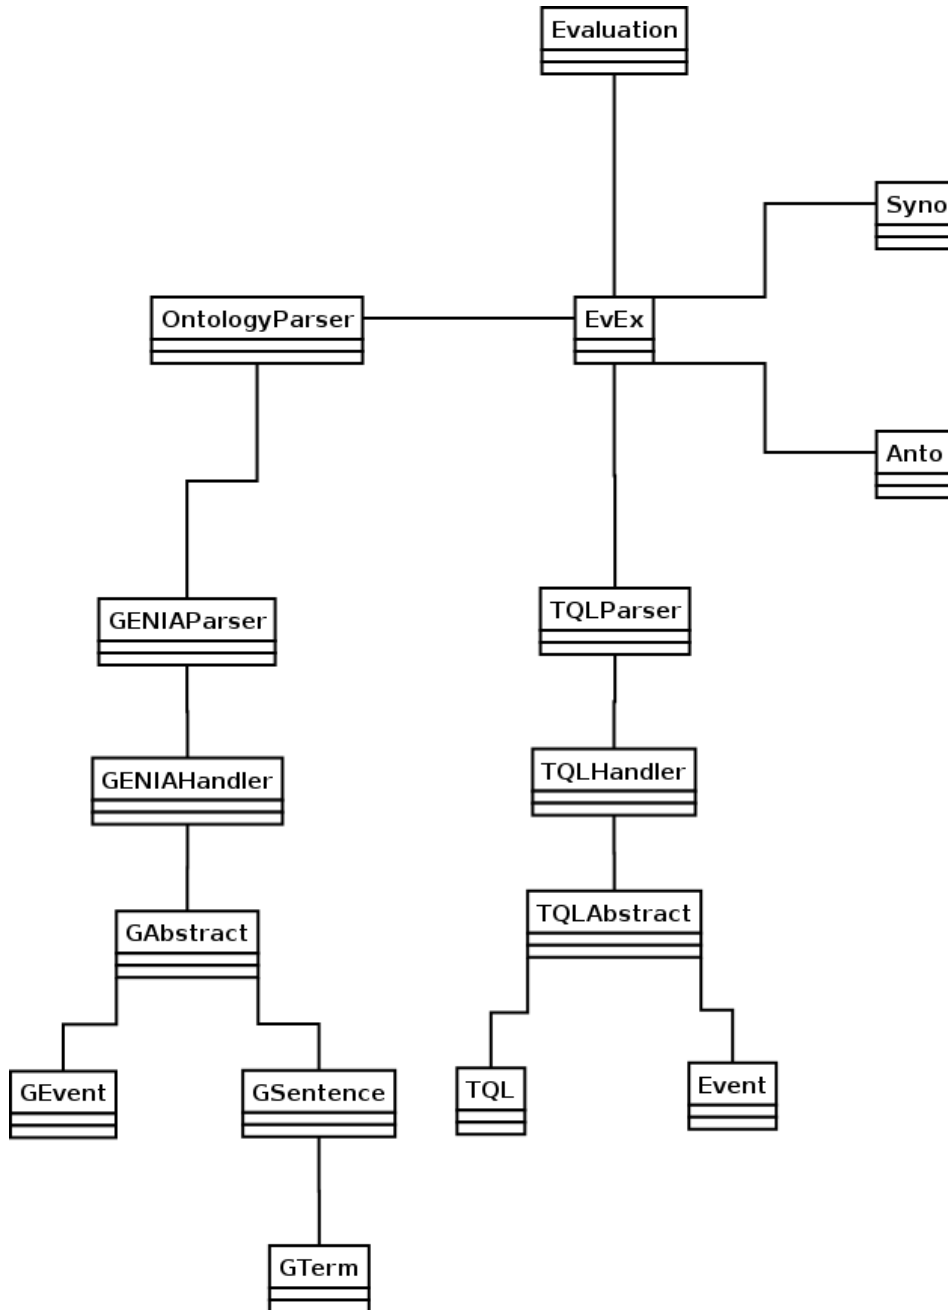 Evaluation
Syno
OntologyParser
EvEx
Anto
GENIAParser
TQLParser
GENIAHandler
TQLHandler
GAbstract
TQLAbstract
GEvent
GSentence
TQL
Event
GTerm